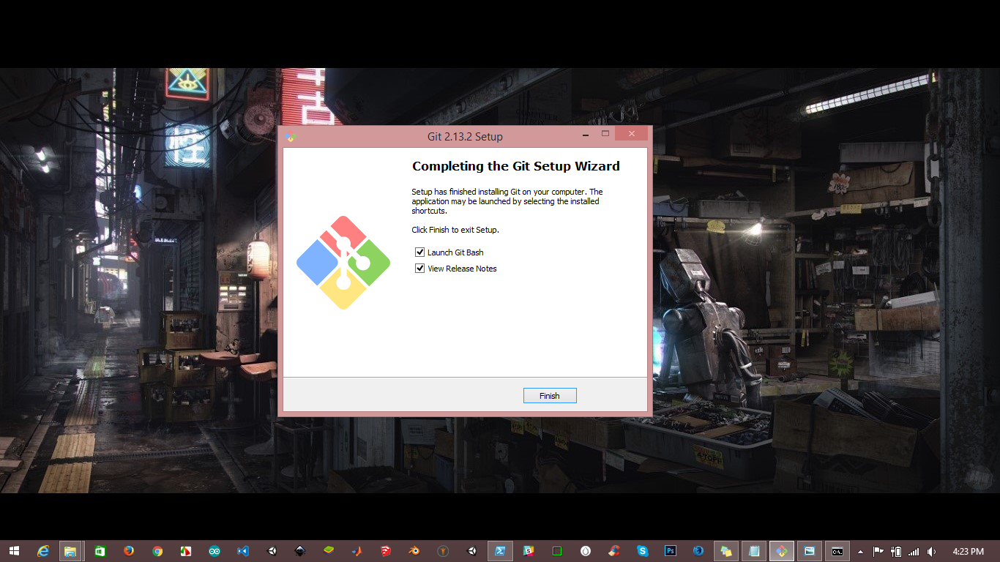 性
Git 2.13.2 Setup
Completing the Git Setup Wizard
Setup has finished installing Git on your computer. The
application may be launched by selecting the installed
shortcuts.
Click Finish to exit Setup.
Launch Git Bash
View Release Notes
Finish
4:23 PM